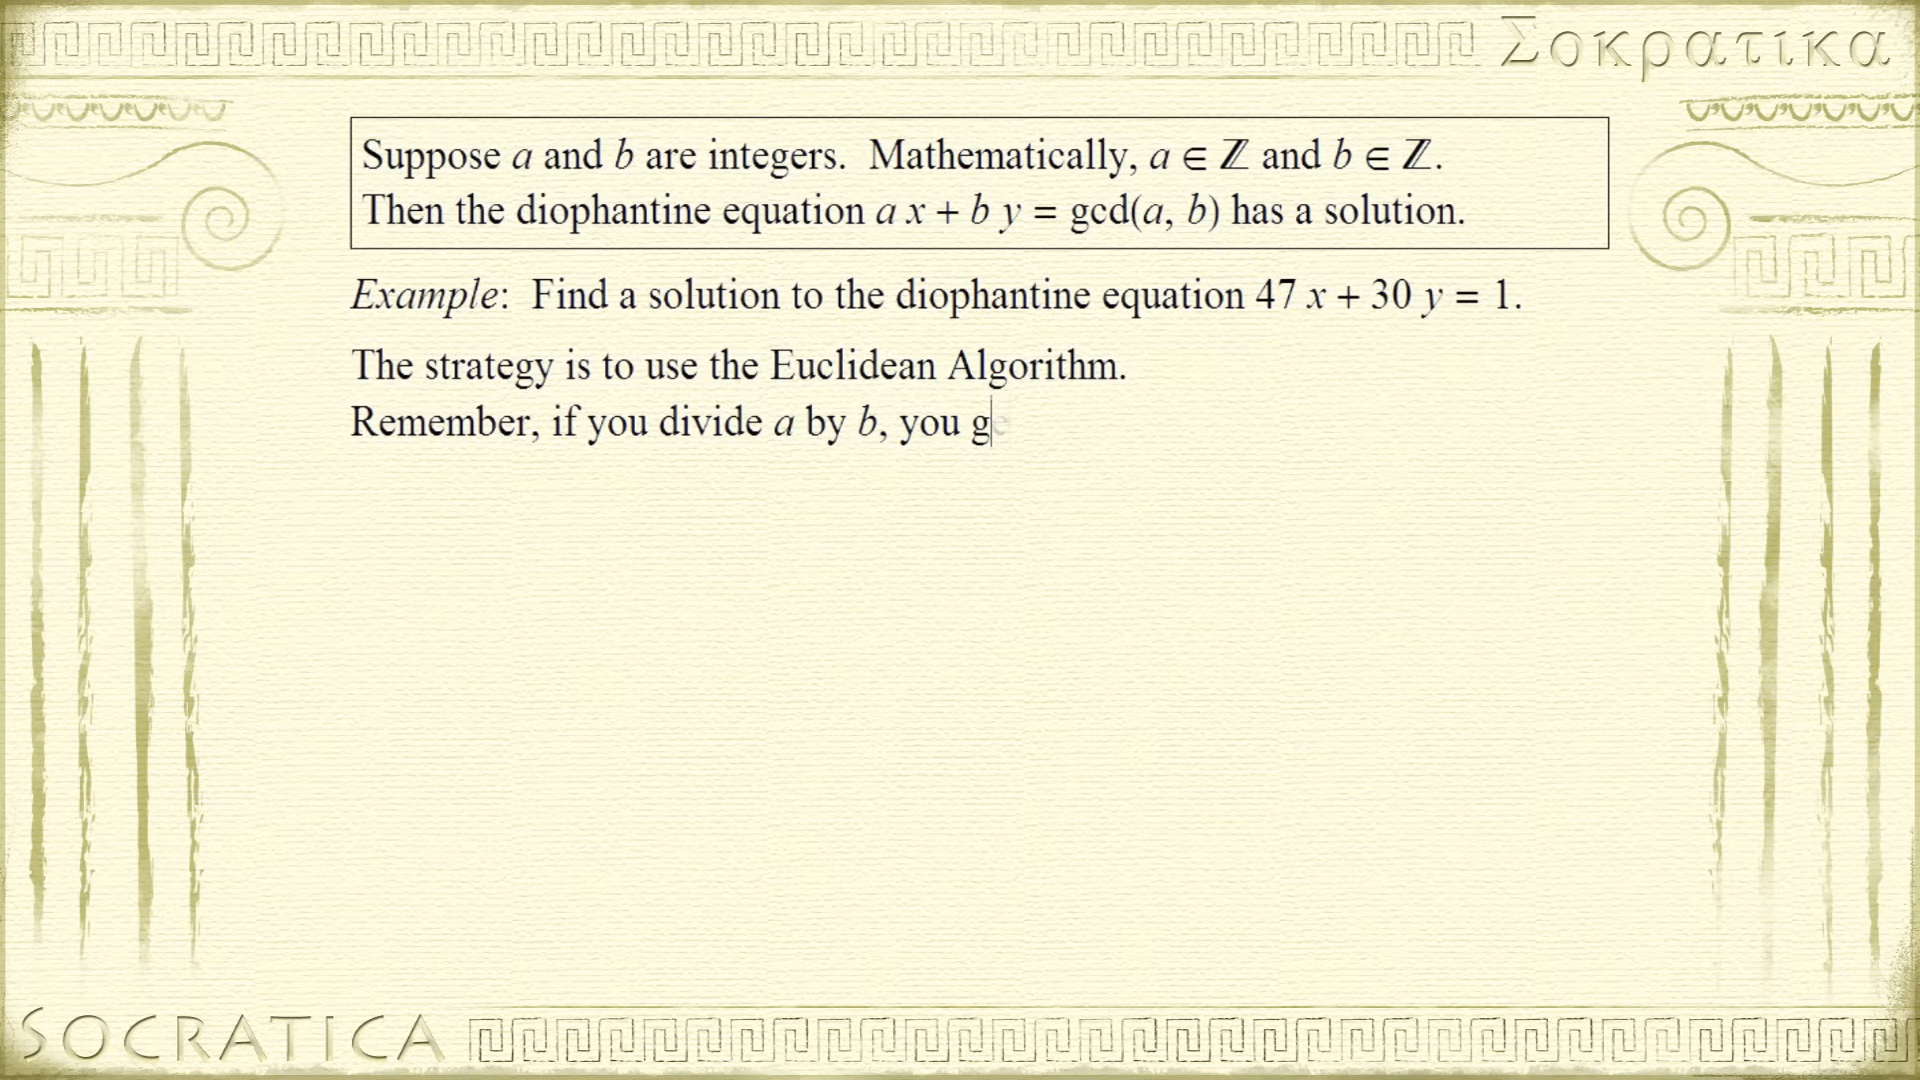 Σοκρατικα
Suppose a and b are integers. Mathematically, a ∈ ℤ and b ∈ ℤ.
Then the diophantine equation a x + b y = gcd(a, b) has a solution.
Example: Find a solution to the diophantine equation 47 x + 30 y = 1.
The strategy is to use the Euclidean Algorithm.
Remember, if you divide a by b, you ge
SOCRATICA